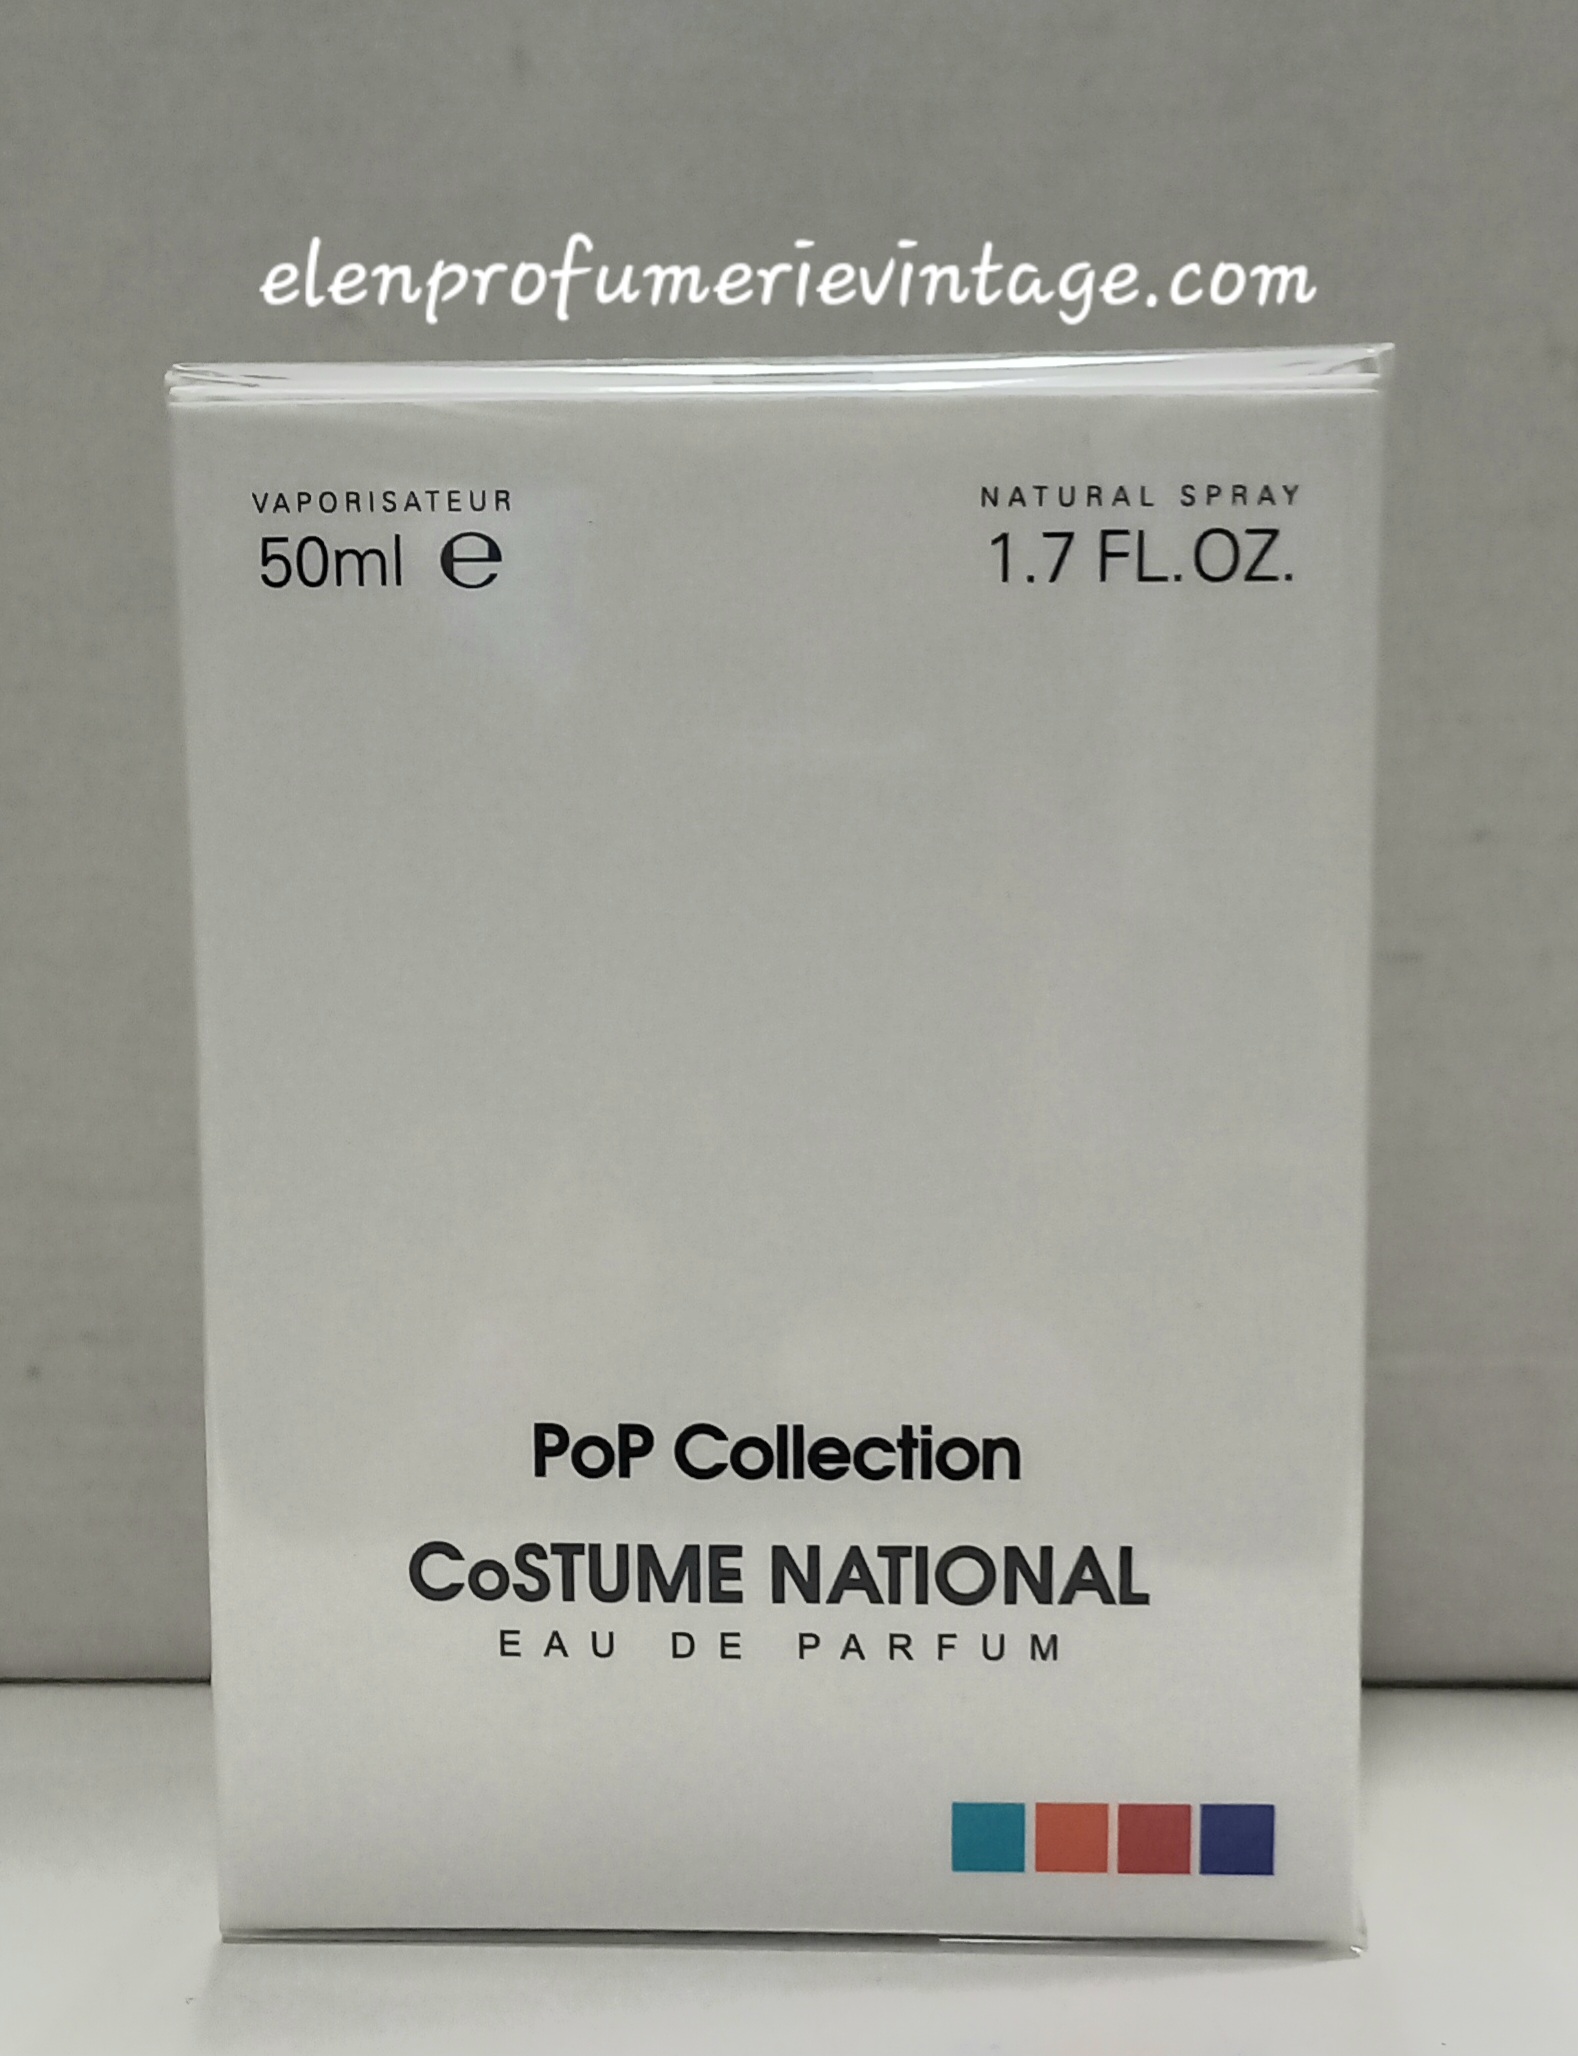 elenprofumerievintage.com
VAPORISATEUR
50ml ℮
NATURAL SPRAY
1.7 FL.OZ.
PoP Collection
CoSTUME NATIONAL
EAU DE PARFUM